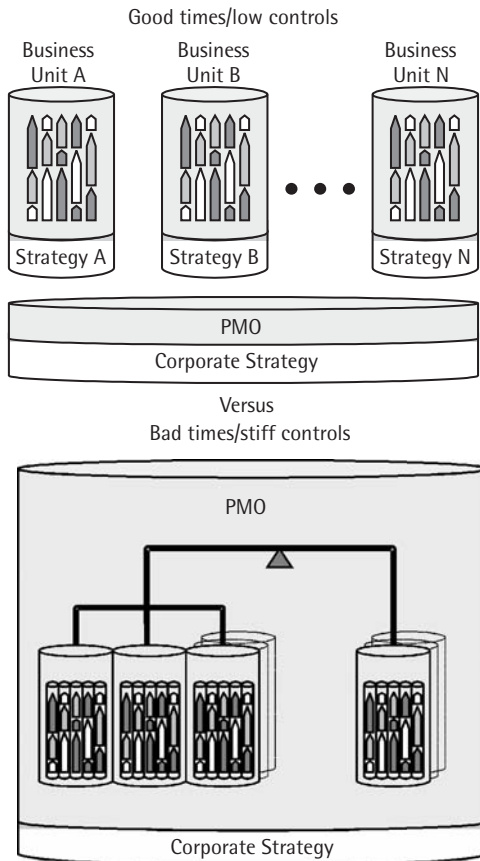 Good times/low controls
Business
Unit A
Business
Unit B
Business
Unit N
Strategy A
Strategy B
Strategy N
PMO
Corporate Strategy
Versus
Bad times/stiff controls
PMO
Corporate Strategy